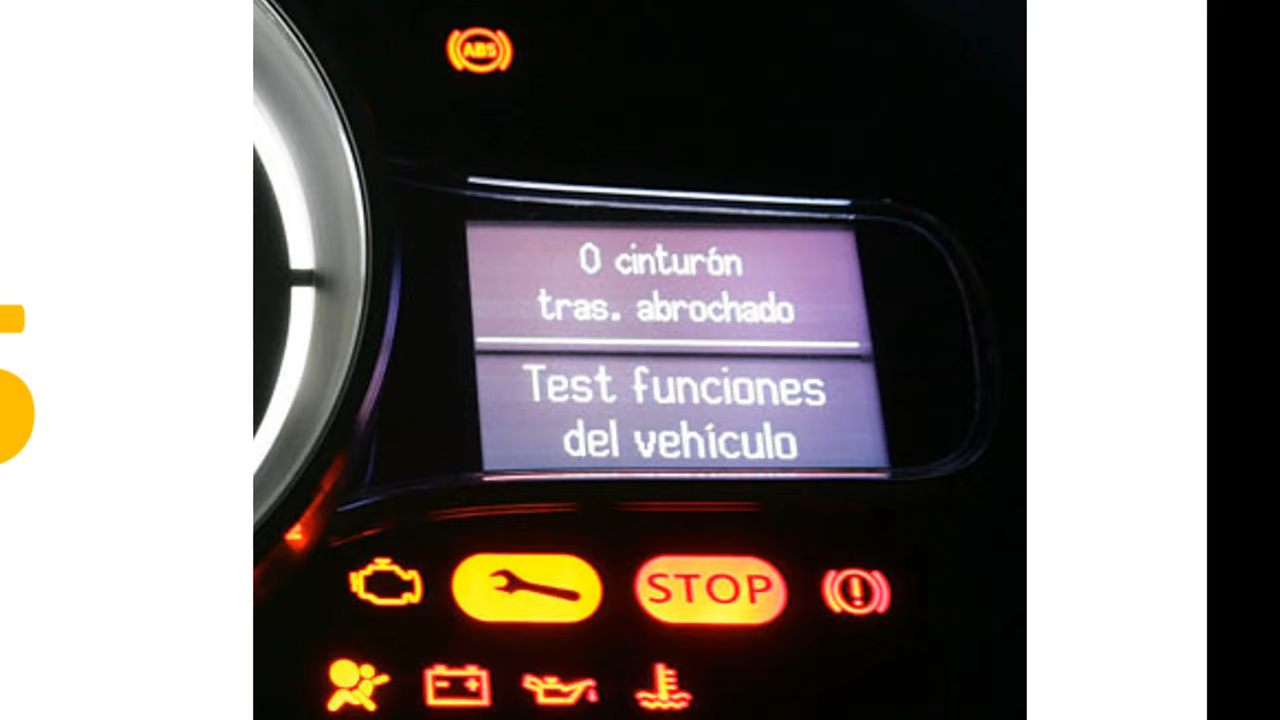 ABS
0 cinturón
tras. abrochado
Test funciones
del vehículo
STOP